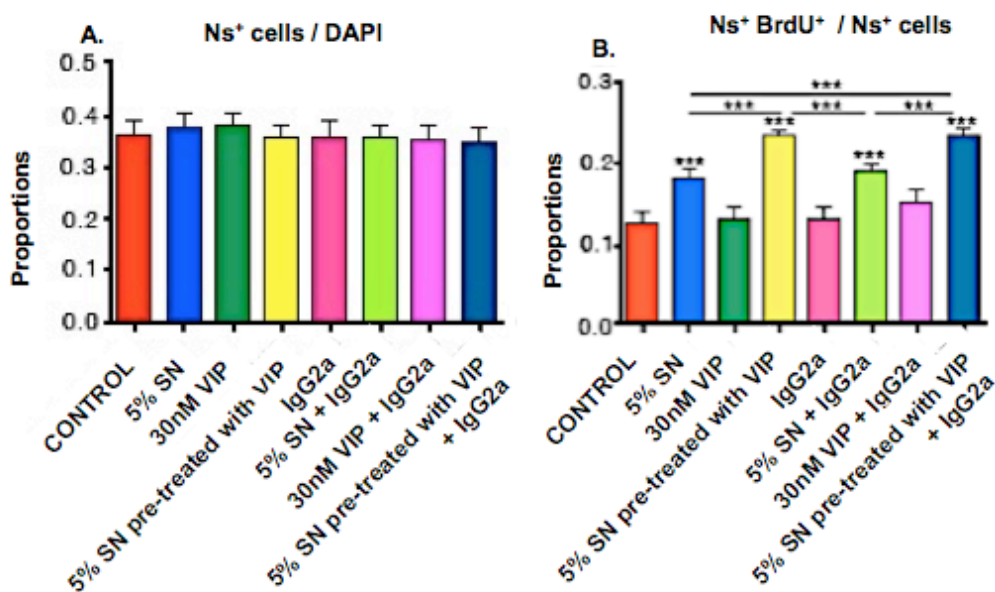 A.
Ns⁺ cells / DAPI
Proportions
0.5
0.4
0.3
0.2
0.1
0.0
CONTROL
5% SN
30nM VIP
5% SN pre-treated with VIP
IgG2a
5% SN + IgG2a
30nM VIP + IgG2a
5% SN pre-treated with VIP
+ IgG2a
B.
Ns⁺ BrdU⁺ / Ns⁺ cells
Proportions
0.3
0.2
0.1
0.0
***
*** *** ***
*** *** *** ***
CONTROL
5% SN
30nM VIP
5% SN pre-treated with VIP
IgG2a
5% SN + IgG2a
30nM VIP + IgG2a
5% SN pre-treated with VIP
+ IgG2a